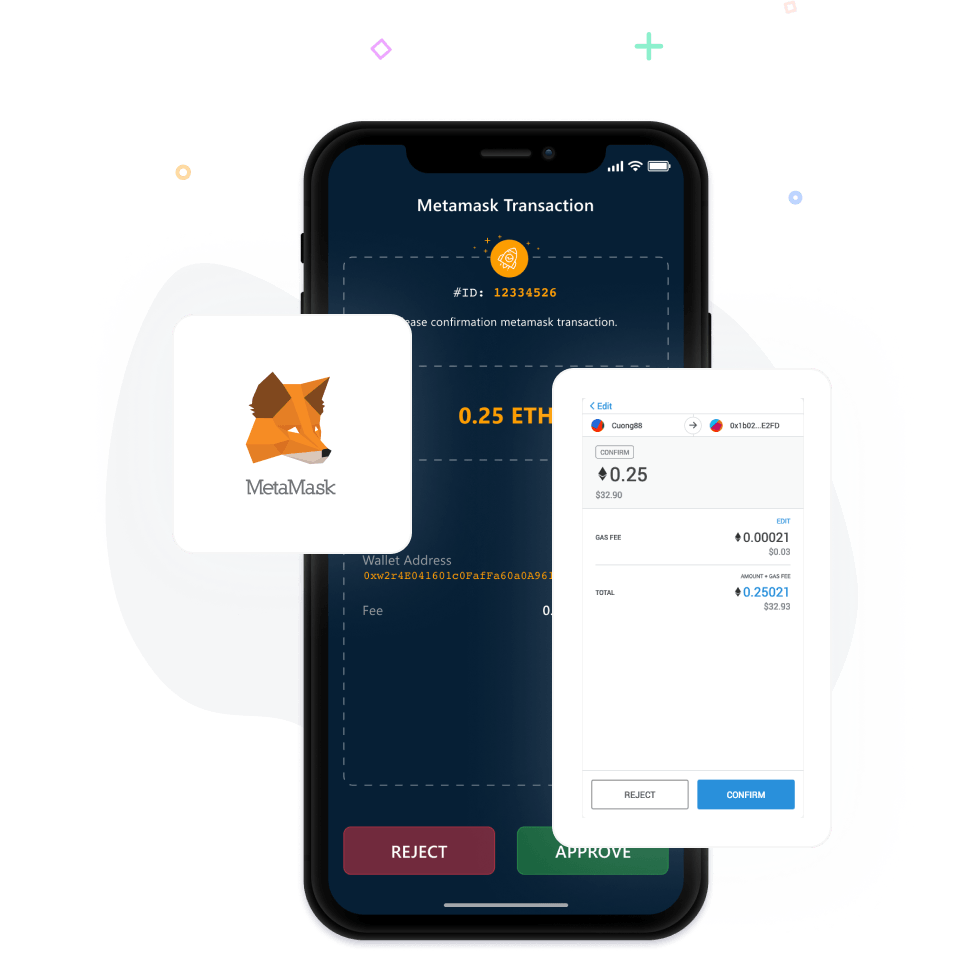 Metamask Transaction
#ID: 12334526
ease confirmation metamask transaction.
0.25 ETH
MetaMask
Wallet Address
0xw2r4E041601c0FafFa60a0A961
Fee
0.
REJECT
APPROVE
Edit
Cuong88
0x1b02...E2FD
CONFIRM
0.25
$32.90
EDIT
GAS FEE
0.00021
$0.03
AMOUNT + GAS FEE
TOTAL
0.25021
$32.93
REJECT
CONFIRM